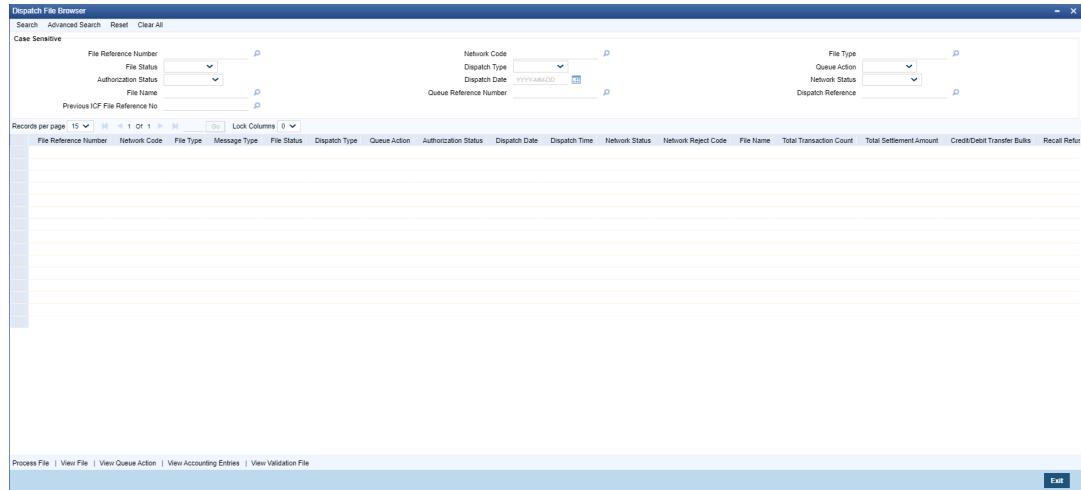 Dispatch File Browser
Search Advanced Search Reset Clear All
Case Sensitive
File Reference Number Network Code File Type
File Status Dispatch Type Queue Action
Authorization Status Dispatch Date YYYY-MM-DD Network Status
File Name Queue Reference Number Dispatch Reference
Previous ICF File Reference No
Records per page 15 1 Of 1 Go Lock Columns 0
File Reference Number Network Code File Type Message Type File Status Dispatch Type Queue Action Authorization Status Dispatch Date Dispatch Time Network Status Network Reject Code File Name Total Transaction Count Total Settlement Amount Credit/Debit Transfer Bulks Recall Refus
Process File | View File | View Queue Action | View Accounting Entries | View Validation File
Exit